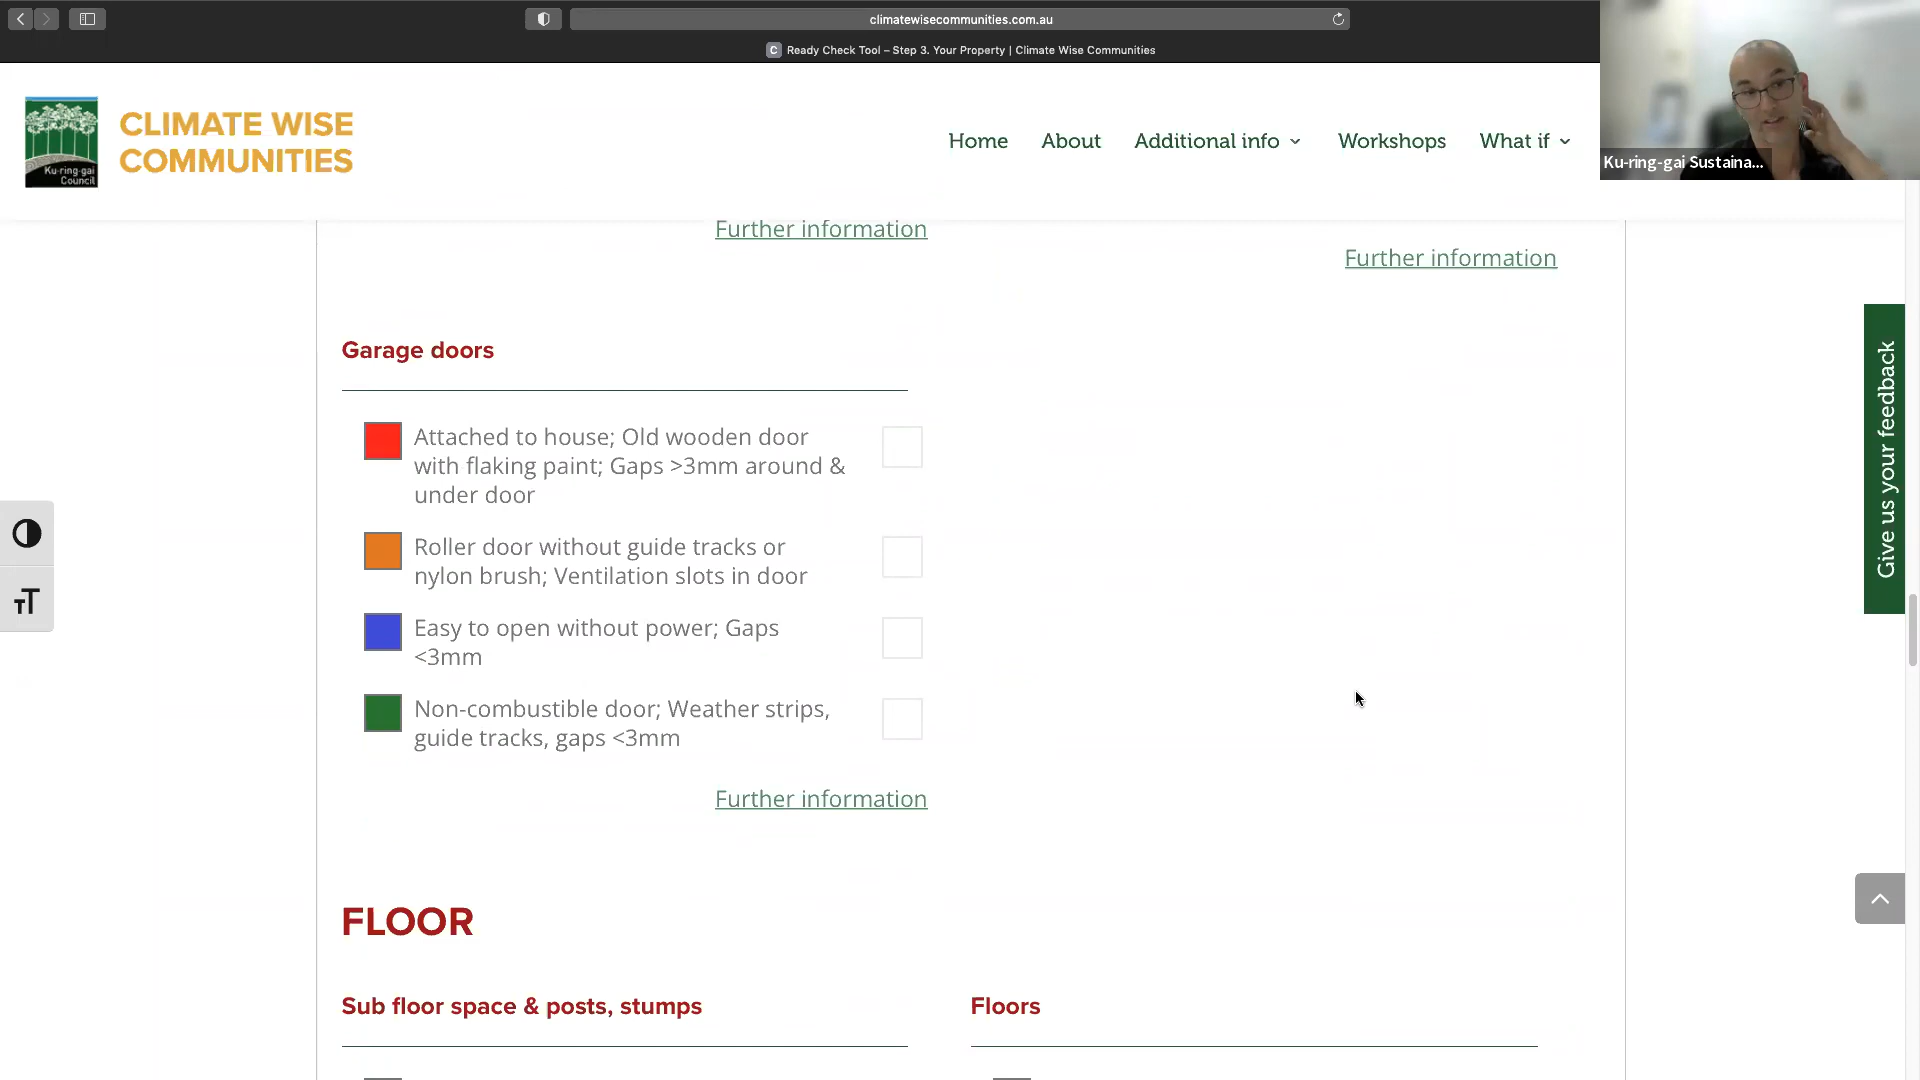 climatewisecommunities.com.au
C Ready Check Tool – Step 3. Your Property | Climate Wise Communities
CLIMATE WISE
COMMUNITIES
Ku-ring-gai
Council
Home About Additional info Workshops What if
Ku-ring-gai Sustaina...
Further information
Further information
Garage doors
Attached to house; Old wooden door
with flaking paint; Gaps >3mm around &
under door
Roller door without guide tracks or
nylon brush; Ventilation slots in door
Easy to open without power; Gaps
<3mm
Non-combustible door; Weather strips,
guide tracks, gaps <3mm
Further information
Give us your feedback
TT
FLOOR
Sub floor space & posts, stumps
Floors